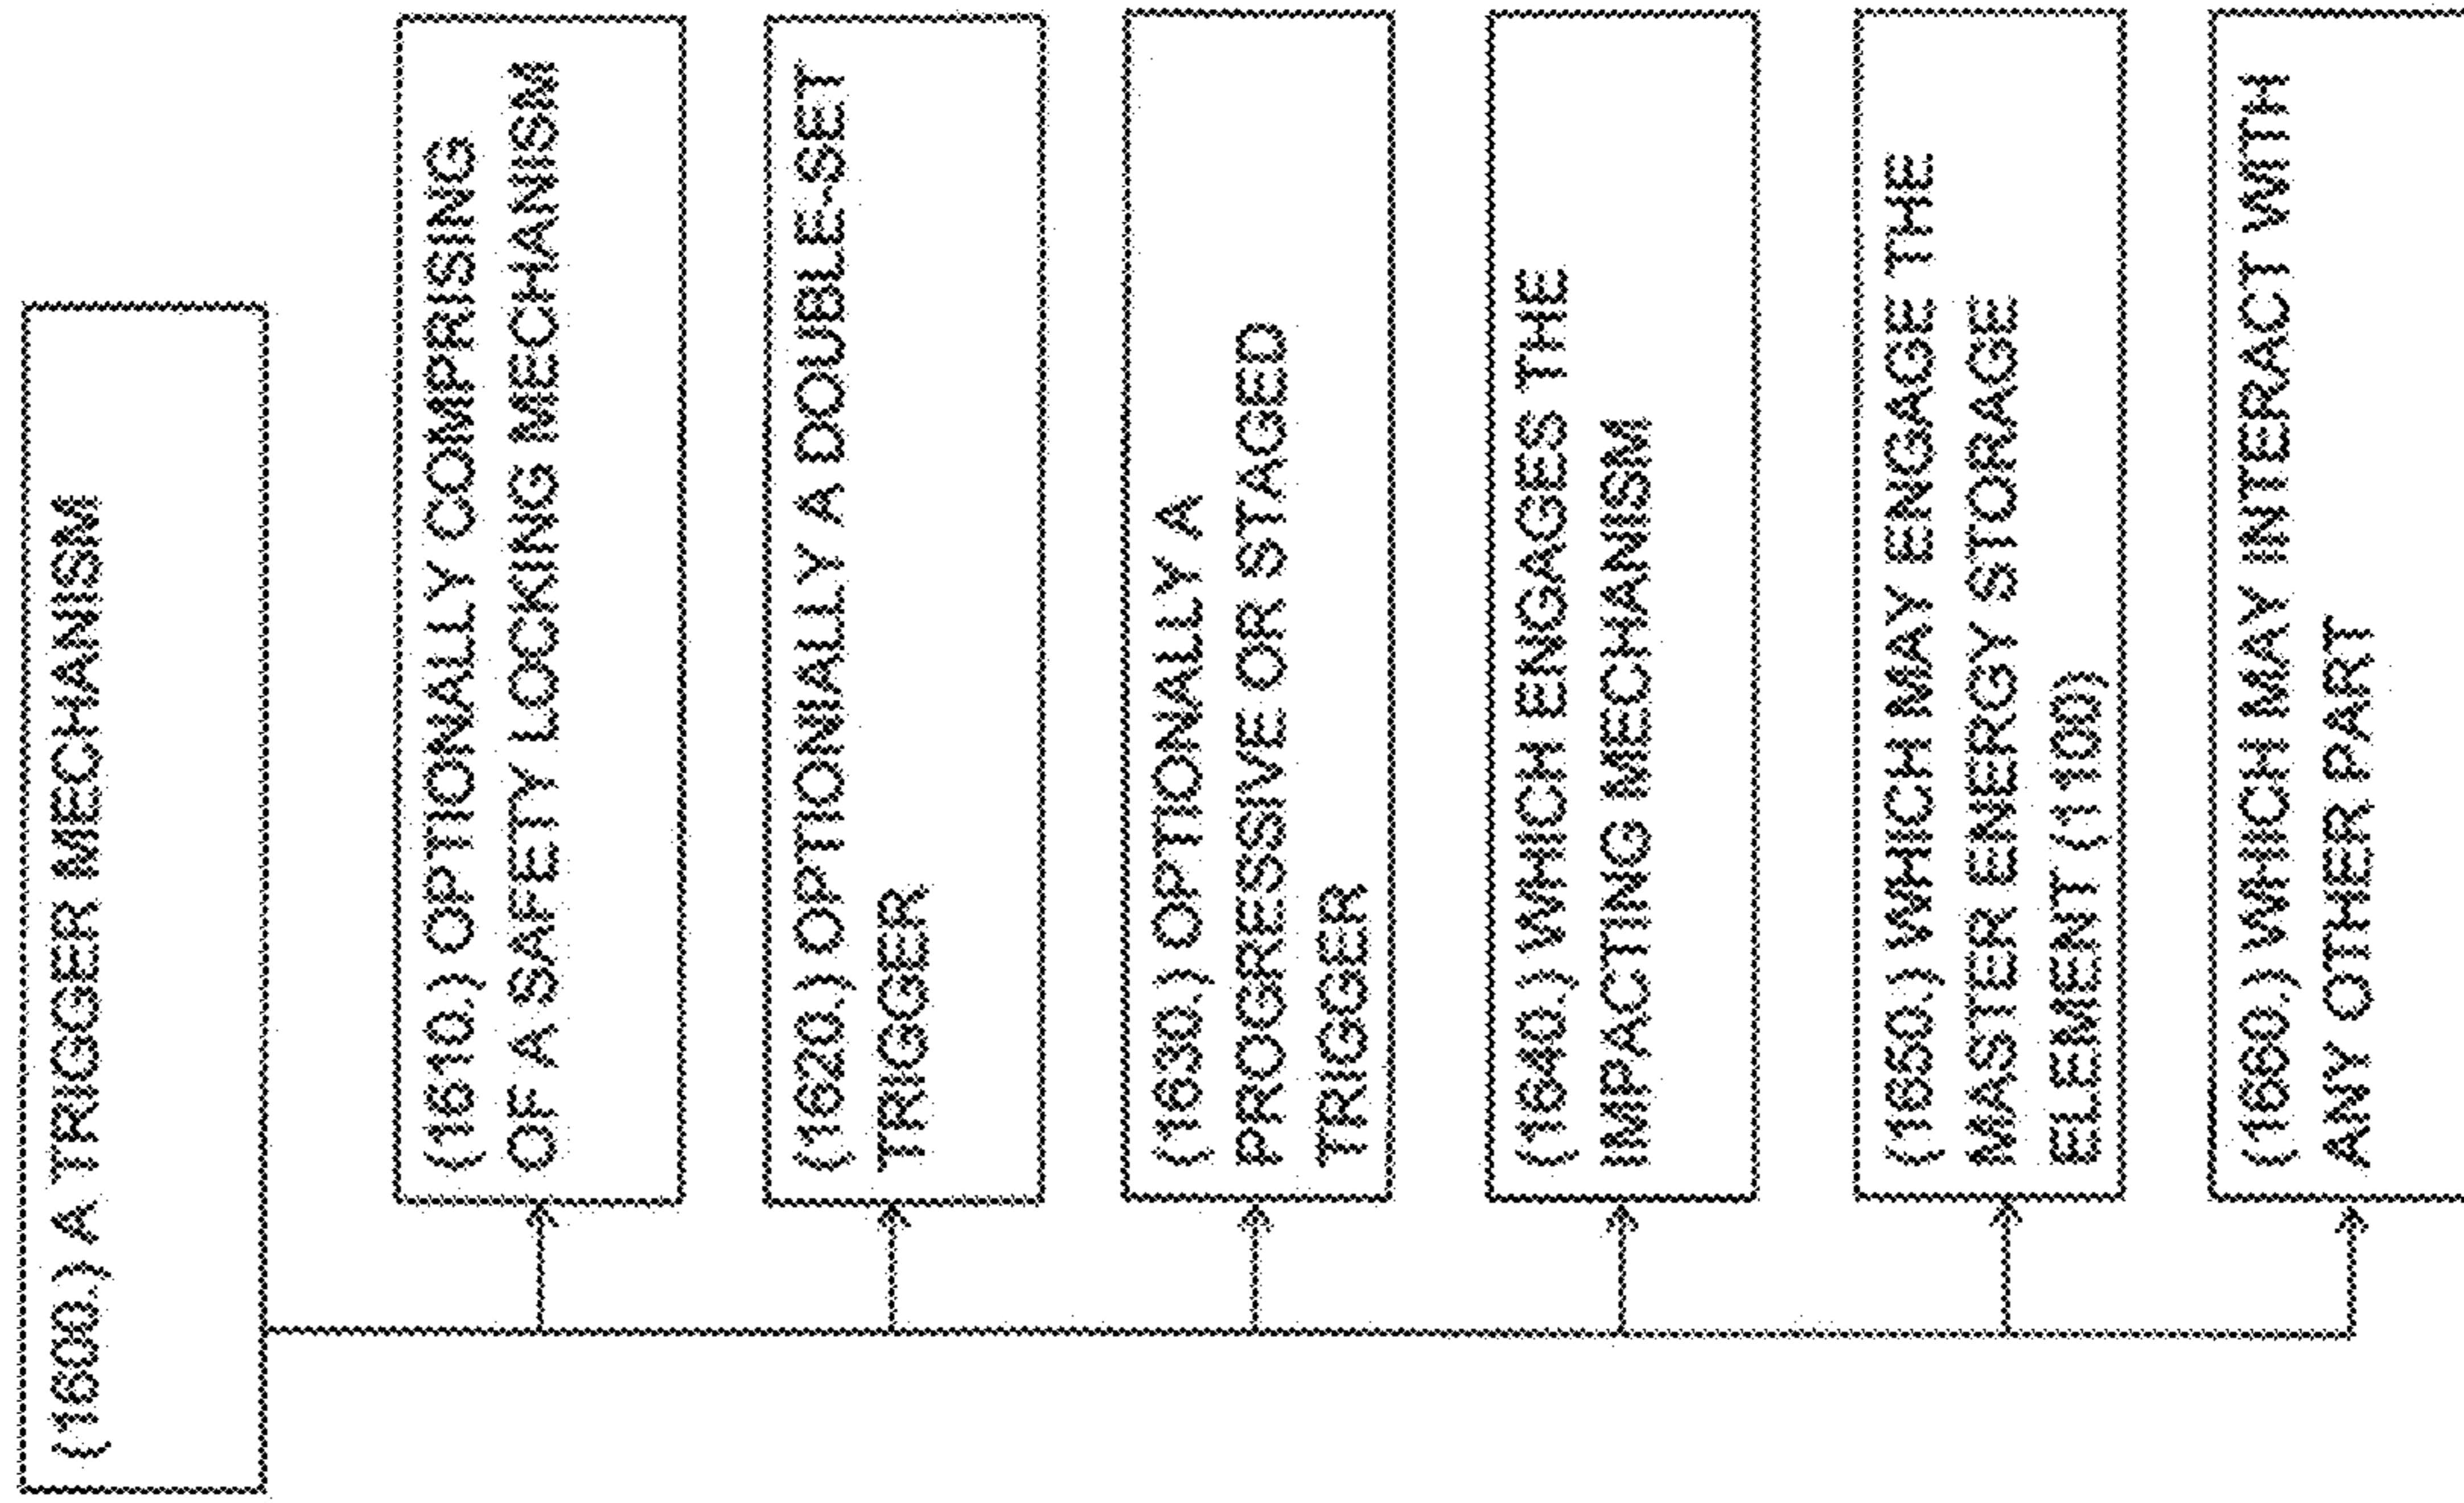 (1600.) A TRIGGER MECHANISM
(1610.) OPTIONALLY COMPRISING
OF A SAFETY LOCKING MECHANISM
(1620.) OPTIONIALLY A DOUBLE-SET
TRIGGER
(1630.) OPTIONALLY A
PROGRESSIVE OR STAGED
TRIGGER
(1640.) WHICH ENGAGES THE
IMPACTING MECHANISM
(1650.) WHICH MAY ENGAGE THE
MASTER ENERGY STORAGE
ELEMENT (1100)
(1660.) WHICH MAY INTERACT WITH
ANY OTHER PART